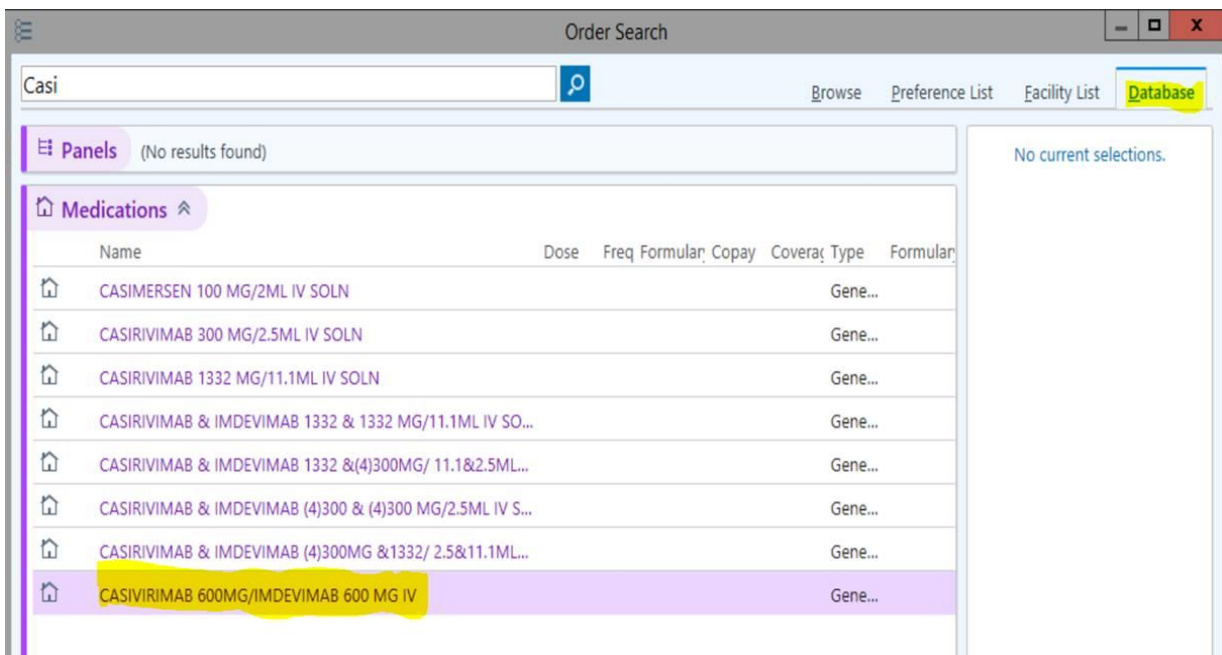 Order Search
Casi
Browse Preference List Facility List Database
Panels (No results found)
No current selections.
Medications
Name Dose Freq Formular Copay Coverag Type Formulary
CASIMERSEN 100 MG/2ML IV SOLN Gene...
CASIRIVIMAB 300 MG/2.5ML IV SOLN Gene...
CASIRIVIMAB 1332 MG/11.1ML IV SOLN Gene...
CASIRIVIMAB & IMDEVIMAB 1332 & 1332 MG/11.1ML IV SO... Gene...
CASIRIVIMAB & IMDEVIMAB 1332 &(4)300MG/ 11.1&2.5ML... Gene...
CASIRIVIMAB & IMDEVIMAB (4)300 & (4)300 MG/2.5ML IV S... Gene...
CASIRIVIMAB & IMDEVIMAB (4)300MG &1332/ 2.5&11.1ML... Gene...
CASIVIRIMAB 600MG/IMDEVIMAB 600 MG IV Gene...